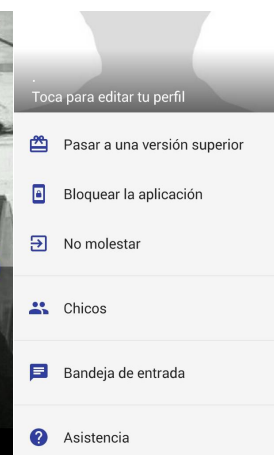 .
Toca para editar tu perfil
Pasar a una versión superior
Bloquear la aplicación
No molestar
Chicos
Bandeja de entrada
Asistencia